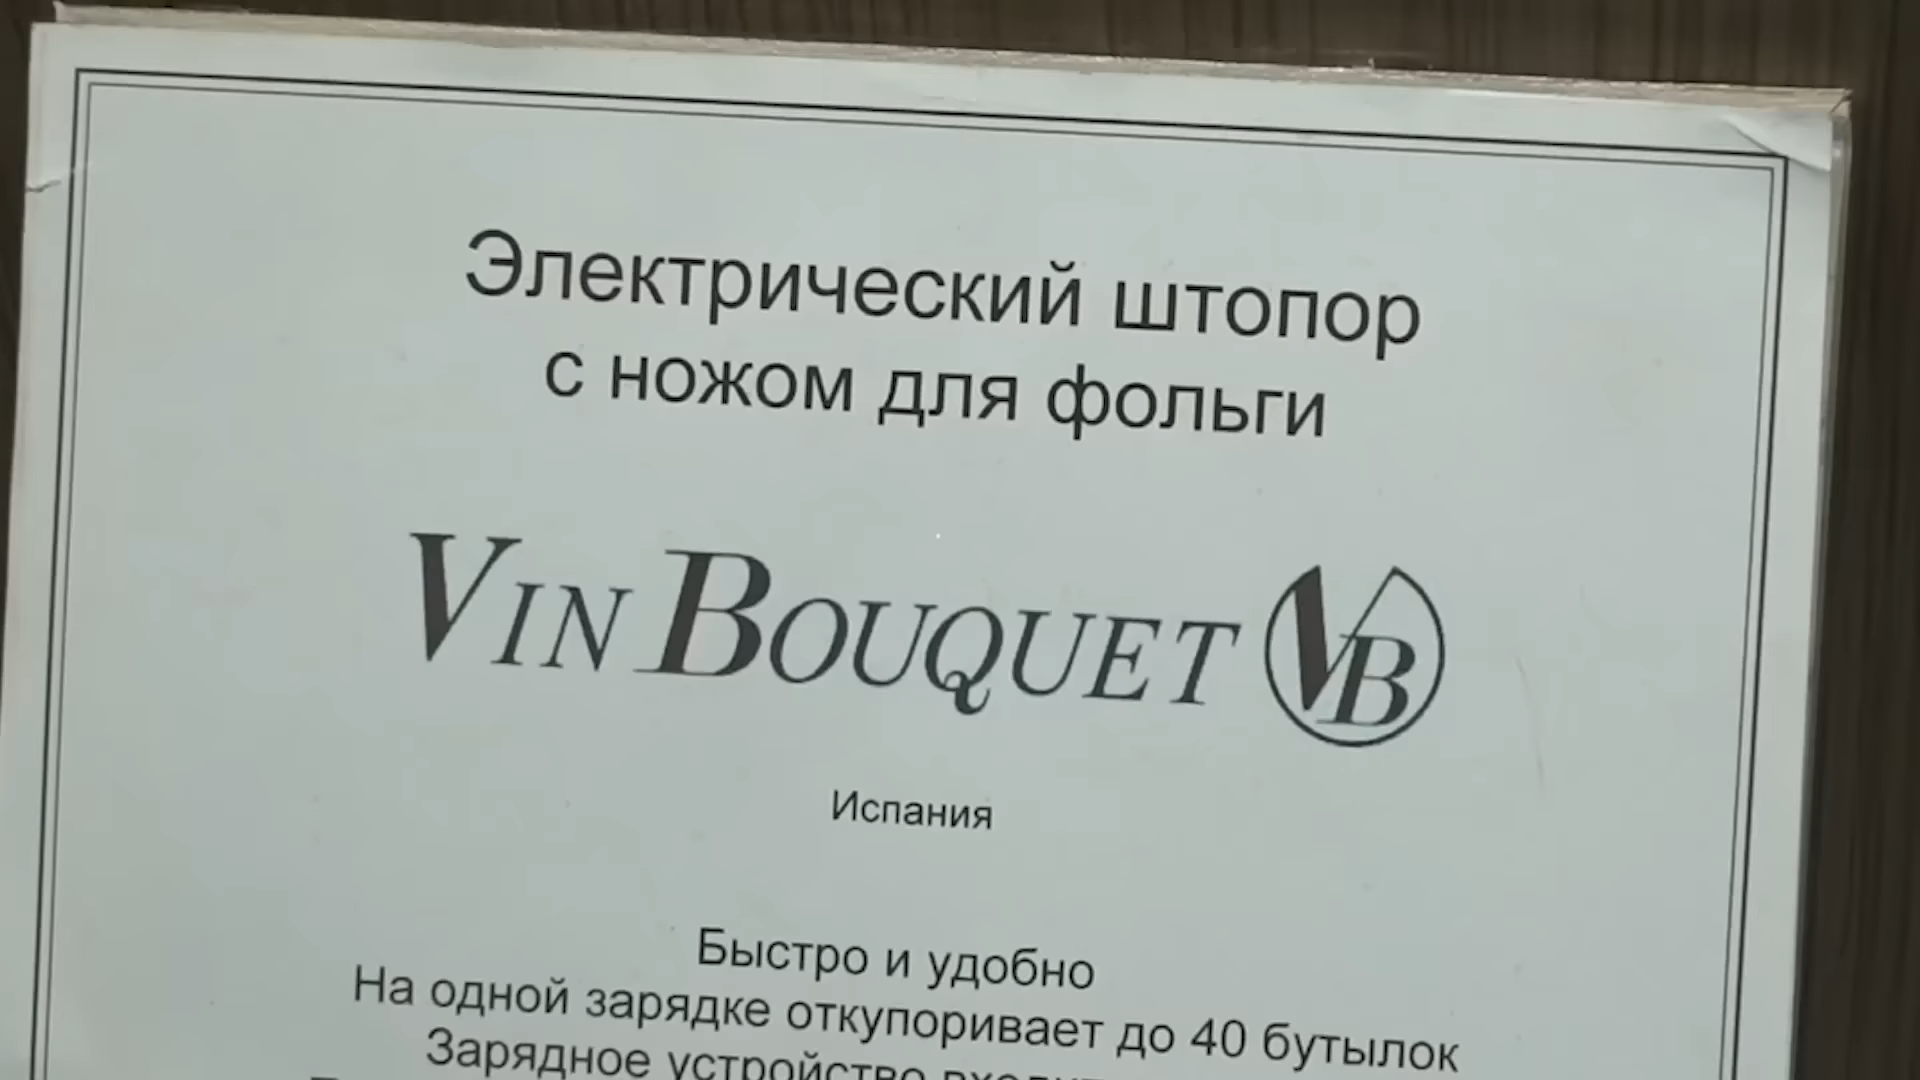 Электрический штопор
с ножом для фольги
VIN BOUQUET VB
Испания
Быстро и удобно
На одной зарядке откупоривает до 40 бутылок
Зарядное устройство